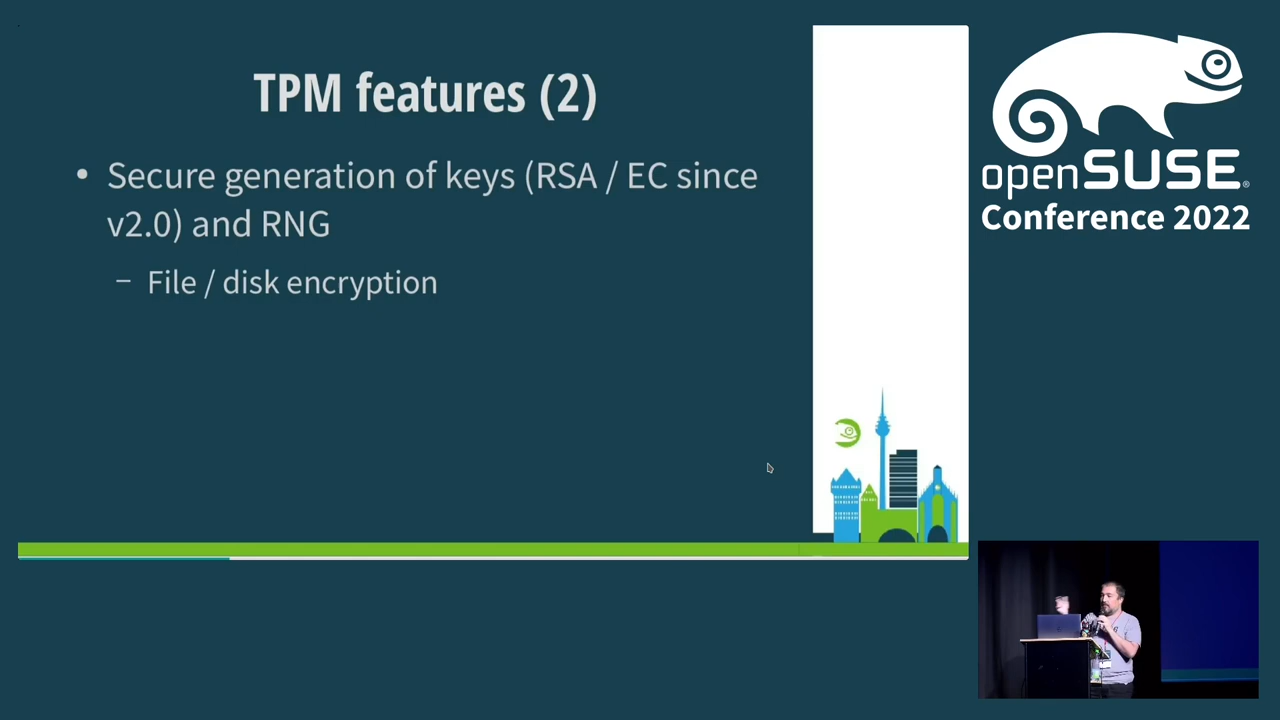 TPM features (2)
• Secure generation of keys (RSA / EC since
v2.0) and RNG
– File / disk encryption
openSUSE®
Conference 2022